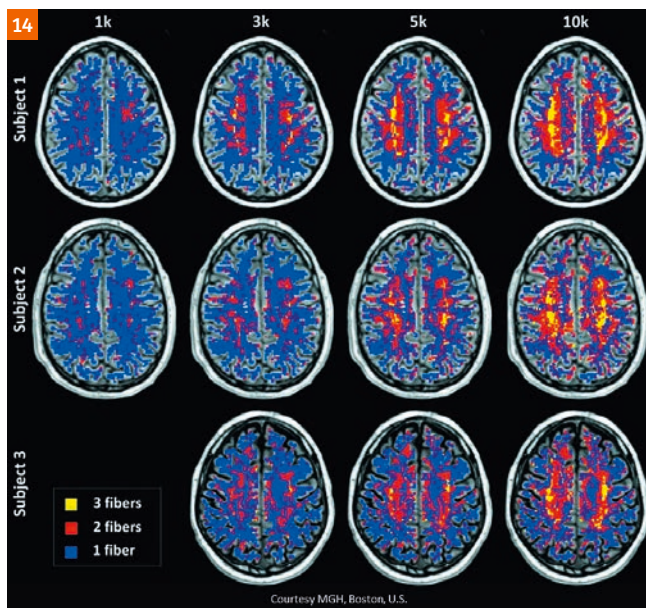 14
1k 3k 5k 10k
Subject 1
Subject 2
Subject 3
3 fibers
2 fibers
1 fiber
Courtesy MGH, Boston, U.S.